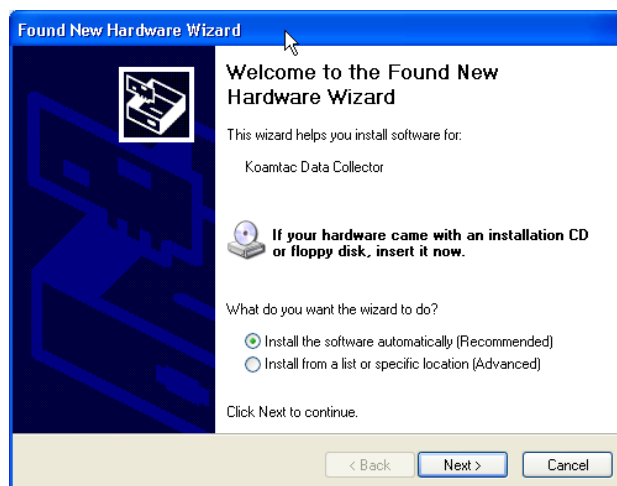 Found New Hardware Wizard
Welcome to the Found New
Hardware Wizard
This wizard helps you install software for:
Koamtac Data Collector
If your hardware came with an installation CD
or floppy disk, insert it now.
What do you want the wizard to do?
Install the software automatically (Recommended)
Install from a list or specific location (Advanced)
Click Next to continue.
< Back
Next >
Cancel